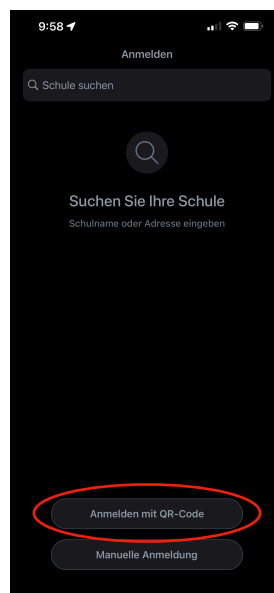 9:58
Anmelden
Schule suchen
Suchen Sie Ihre Schule
Schulname oder Adresse eingeben
Anmelden mit QR-Code
Manuelle Anmeldung